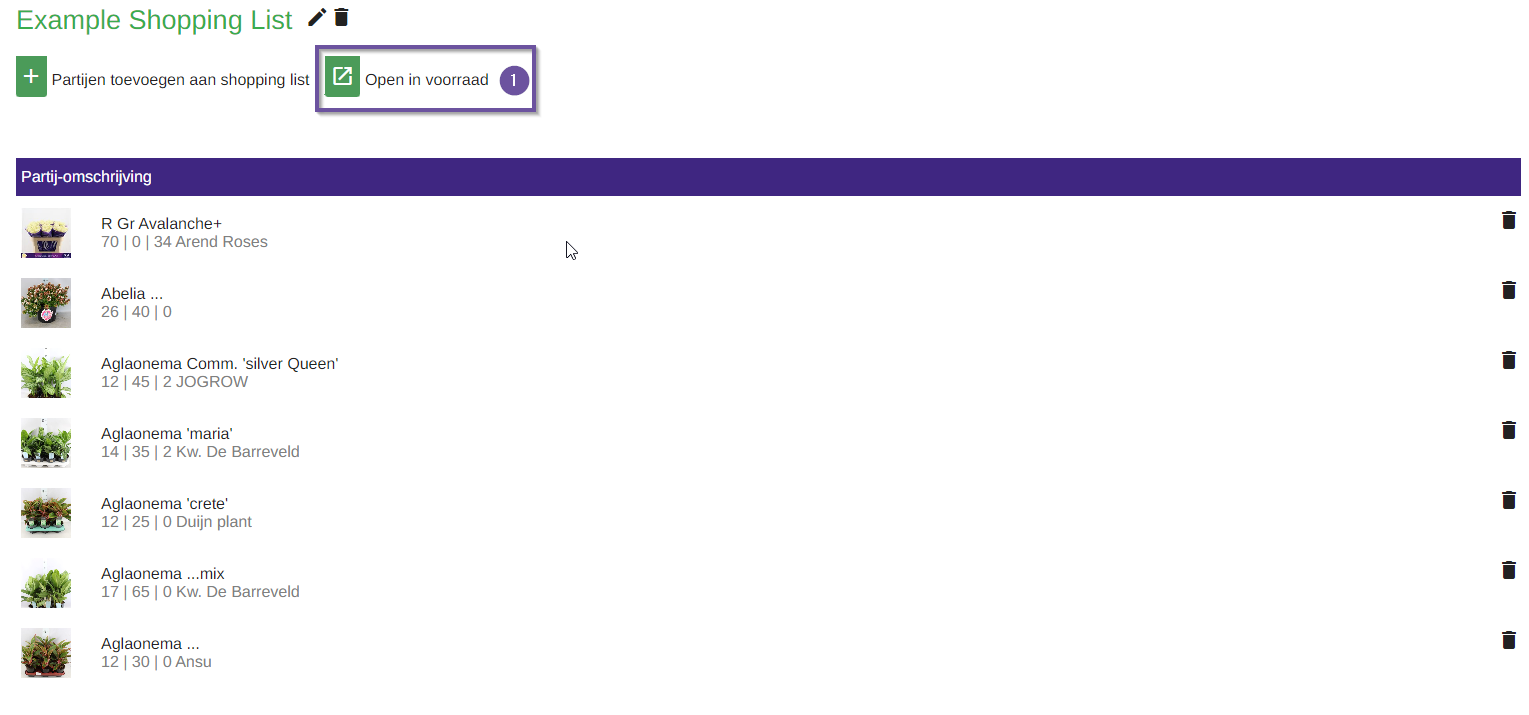 Example Shopping List
Partijen toevoegen aan shopping list
Open in voorraad
1
Partij-omschrijving
R Gr Avalanche+
70 | 0 | 34 Arend Roses
Abelia ...
26 | 40 | 0
Aglaonema Comm. 'silver Queen'
12 | 45 | 2 JOGROW
Aglaonema 'maria'
14 | 35 | 2 Kw. De Barreveld
Aglaonema 'crete'
12 | 25 | 0 Duijn plant
Aglaonema ...mix
17 | 65 | 0 Kw. De Barreveld
Aglaonema ...
12 | 30 | 0 Ansu